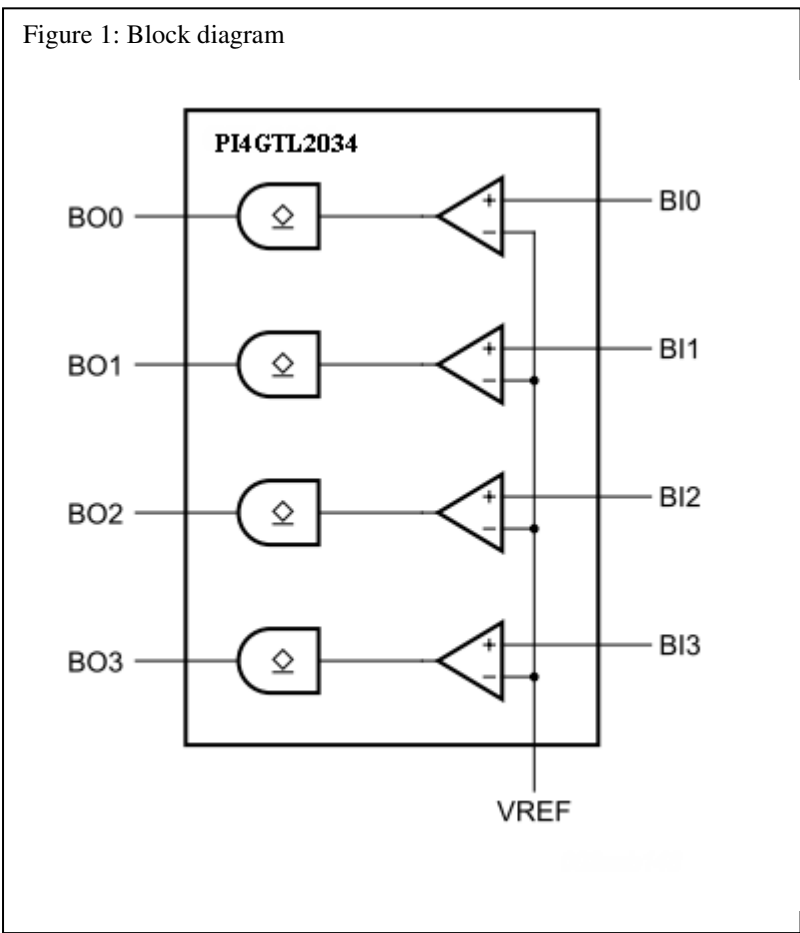 Figure 1: Block diagram
PI4GTL2034
BO0
+
−
BI0
BO1
+
−
BI1
BO2
+
−
BI2
BO3
+
−
BI3
VREF